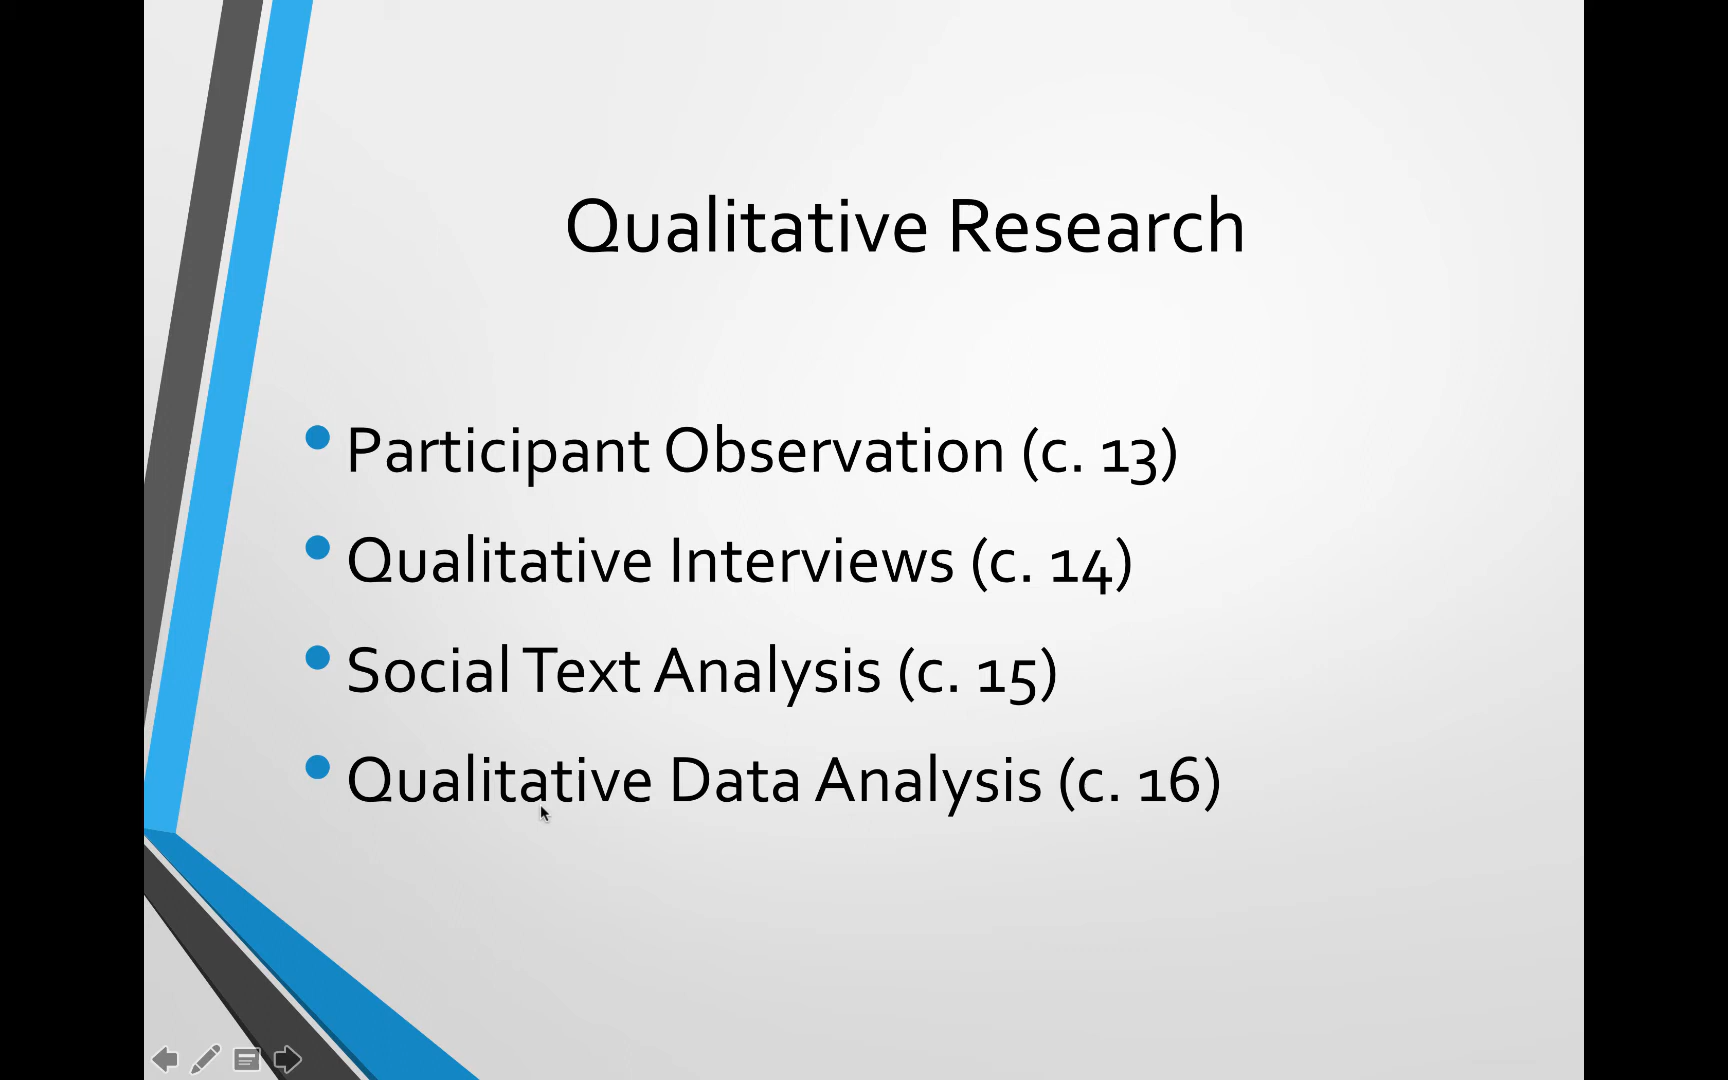 Qualitative Research
• Participant Observation (c. 13)
• Qualitative Interviews (c. 14)
• Social Text Analysis (c. 15)
• Qualitative Data Analysis (c. 16)